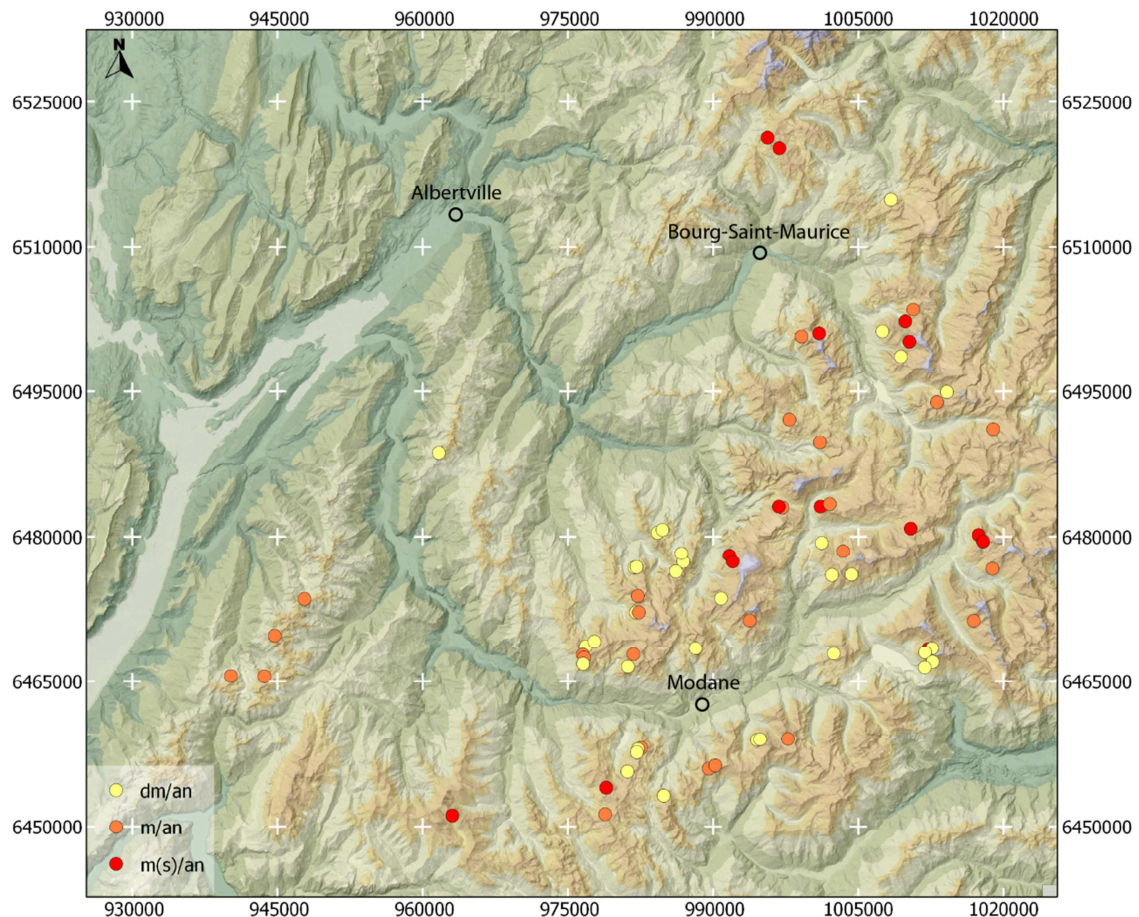 930000 945000 960000 975000 990000 1005000 1020000
N
6525000 6525000
Albertville
Bourg-Saint-Maurice
6510000 6510000
6495000 6495000
6480000 6480000
6465000 6465000
Modane
dm/an
m/an
6450000 6450000
m(s)/an
930000 945000 960000 975000 990000 1005000 1020000